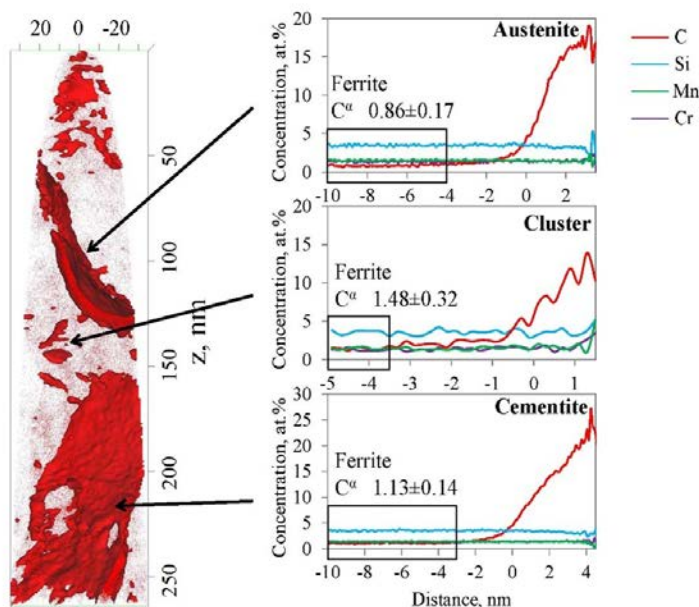 20 0 -20
50
100
150
200
250
z, nm
Austenite
Concentration, at.%
20
15
10
5
0
Ferrite
Cα 0.86±0.17
-10 -8 -6 -4 -2 0 2
C
Si
Mn
Cr
Cluster
Concentration, at.%
20
15
10
5
0
Ferrite
Cα 1.48±0.32
-5 -4 -3 -2 -1 0 1
Cementite
Concentration, at.%
30
25
20
15
10
5
0
Ferrite
Cα 1.13±0.14
-10 -8 -6 -4 -2 0 2 4
Distance, nm